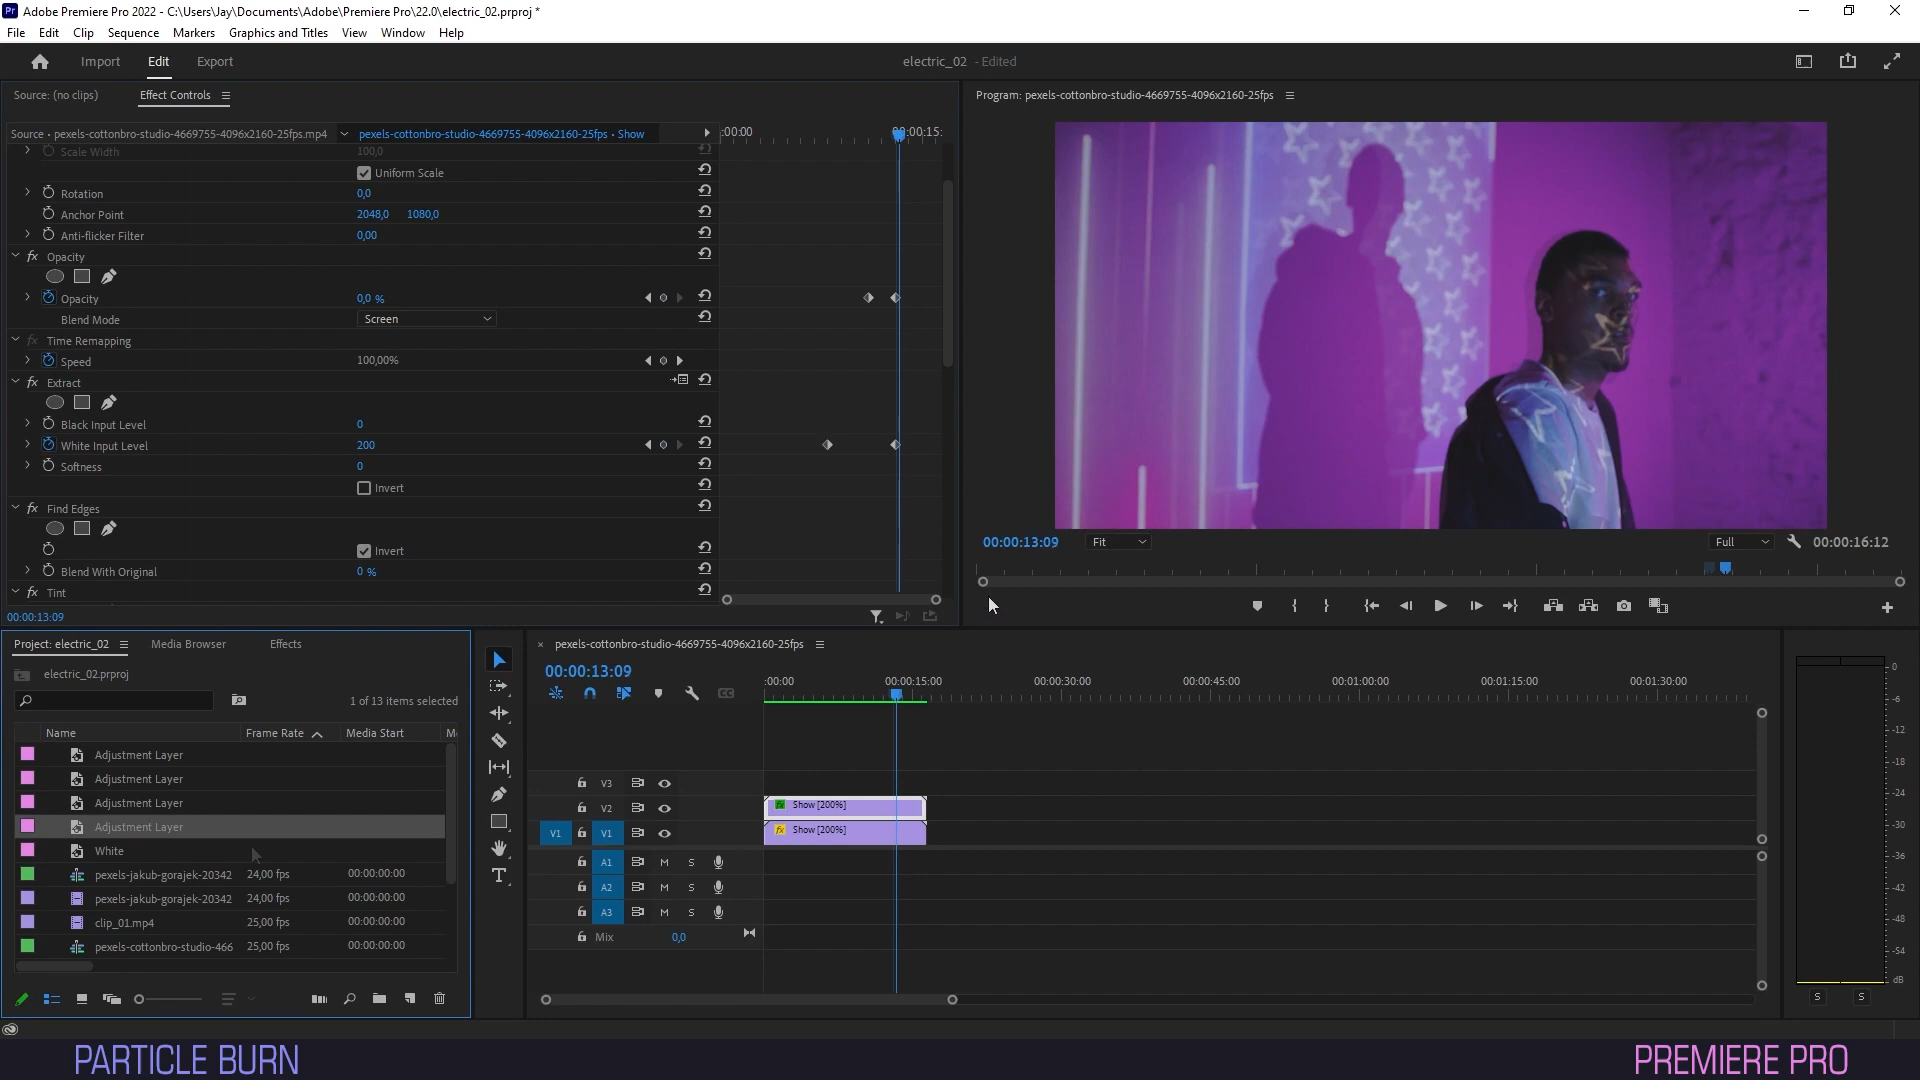 Adobe Premiere Pro 2022 - C:\Users\Jay\Documents\Adobe\Premiere Pro\22.0\electric_02.prproj *
File Edit Clip Sequence Markers Graphics and Titles View Window Help
Import Edit Export
electric_02 - Edited
Source: (no clips) Effect Controls
Source • pexels-cottonbro-studio-4669755-4096x2160-25fps.mp4
pexels-cottonbro-studio-4669755-4096x2160-25fps • Show
:00:00 00:00:15:
Scale Width 100,0
Uniform Scale
Rotation 0,0
Anchor Point 2048,0 1080,0
Anti-flicker Filter 0,00
fx Opacity
Opacity 0,0 %
Blend Mode Screen
fx Time Remapping
Speed 100,00%
fx Extract
Black Input Level 0
White Input Level 200
Softness 0
Invert
fx Find Edges
Invert
Blend With Original 0 %
fx Tint
00:00:13:09
Program: pexels-cottonbro-studio-4669755-4096x2160-25fps
00:00:13:09 Fit Full 00:00:16:12
Project: electric_02 Media Browser Effects
electric_02.prproj
1 of 13 items selected
Name Frame Rate Media Start
Adjustment Layer
Adjustment Layer
Adjustment Layer
Adjustment Layer
White
pexels-jakub-gorajek-20342 24,00 fps 00:00:00:00
pexels-jakub-gorajek-20342 24,00 fps 00:00:00:00
clip_01.mp4 25,00 fps 00:00:00:00
pexels-cottonbro-studio-466 25,00 fps 00:00:00:00
× pexels-cottonbro-studio-4669755-4096x2160-25fps
00:00:13:09
:00:00 00:00:15:00 00:00:30:00 00:00:45:00 00:01:00:00 00:01:15:00 00:01:30:00
V3
V2 fx Show [200%]
V1 V1 fx Show [200%]
A1 M S
A2 M S
A3 M S
Mix 0,0
0
-6
-12
-18
-24
-30
-36
-42
-48
-54
dB
S S
PARTICLE BURN
PREMIERE PRO